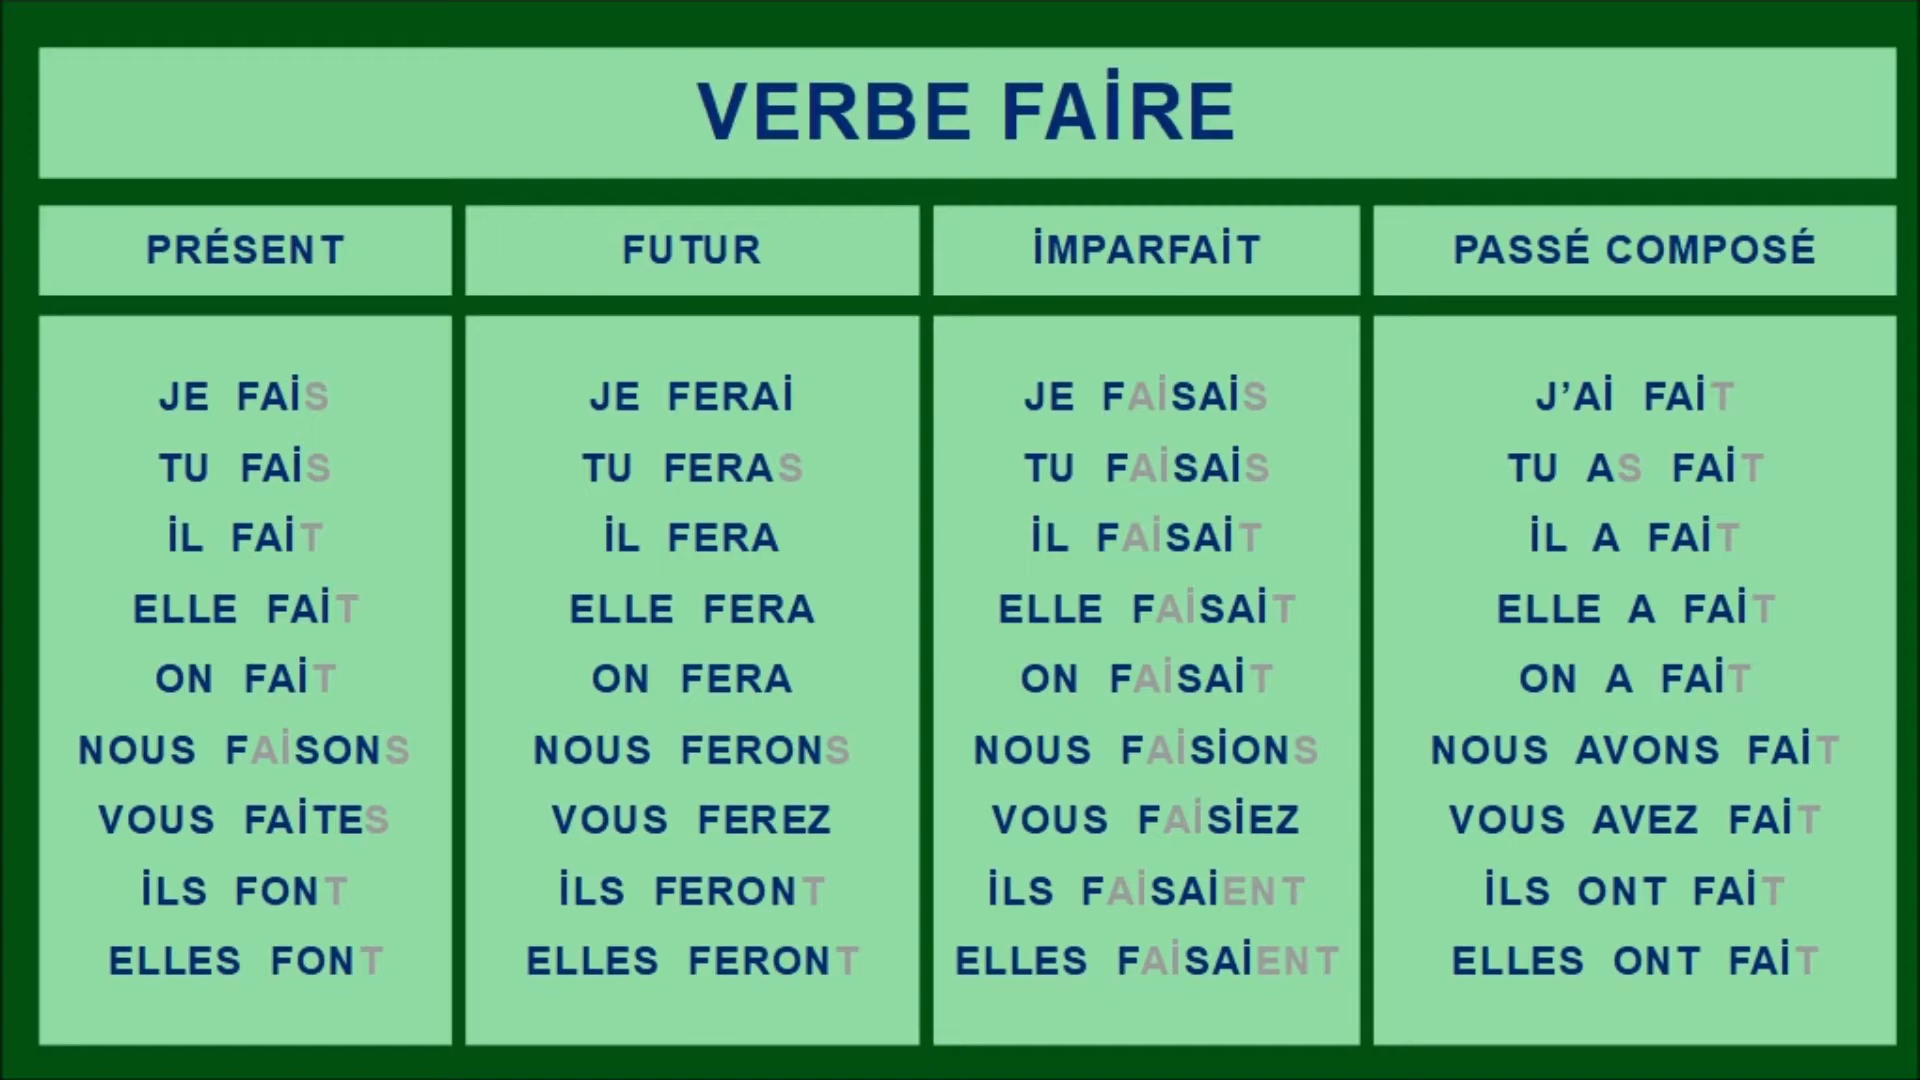 VERBE FAİRE
PRÉSENT
FUTUR
İMPARFAİT
PASSÉ COMPOSÉ
JE FAİS
TU FAİS
İL FAİT
ELLE FAİT
ON FAİT
NOUS FAİSONS
VOUS FAİTES
İLS FONT
ELLES FONT
JE FERAİ
TU FERAS
İL FERA
ELLE FERA
ON FERA
NOUS FERONS
VOUS FEREZ
İLS FERONT
ELLES FERONT
JE FAİSAİS
TU FAİSAİS
İL FAİSAİT
ELLE FAİSAİT
ON FAİSAİT
NOUS FAİSİONS
VOUS FAİSİEZ
İLS FAİSAİENT
ELLES FAİSAİENT
J’Aİ FAİT
TU AS FAİT
İL A FAİT
ELLE A FAİT
ON A FAİT
NOUS AVONS FAİT
VOUS AVEZ FAİT
İLS ONT FAİT
ELLES ONT FAİT